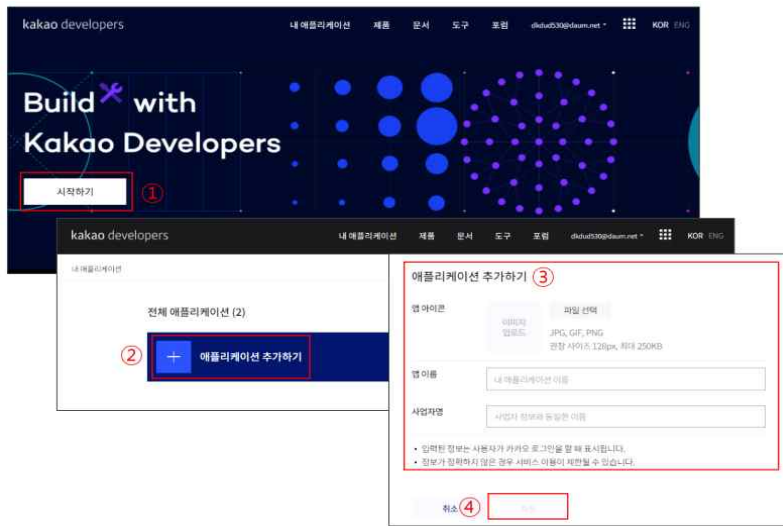 kakao developers
내 애플리케이션 제품 문서 도구 포럼 dkdud530@daum.net KOR ENG
Build with
Kakao Developers
시작하기 ①
kakao developers
내 애플리케이션 제품 문서 도구 포럼 dkdud530@daum.net KOR ENG
내 애플리케이션
전체 애플리케이션 (2)
② + 애플리케이션 추가하기
애플리케이션 추가하기 ③
앱 아이콘
이미지
업로드
파일 선택
JPG, GIF, PNG
권장 사이즈 128px, 최대 250KB
앱 이름
내 애플리케이션 이름
사업자명
사업자 정보와 동일한 이름
• 입력된 정보는 사용자가 카카오 로그인을 할 때 표시됩니다.
• 정보가 정확하지 않은 경우 서비스 이용이 제한될 수 있습니다.
취소 ④